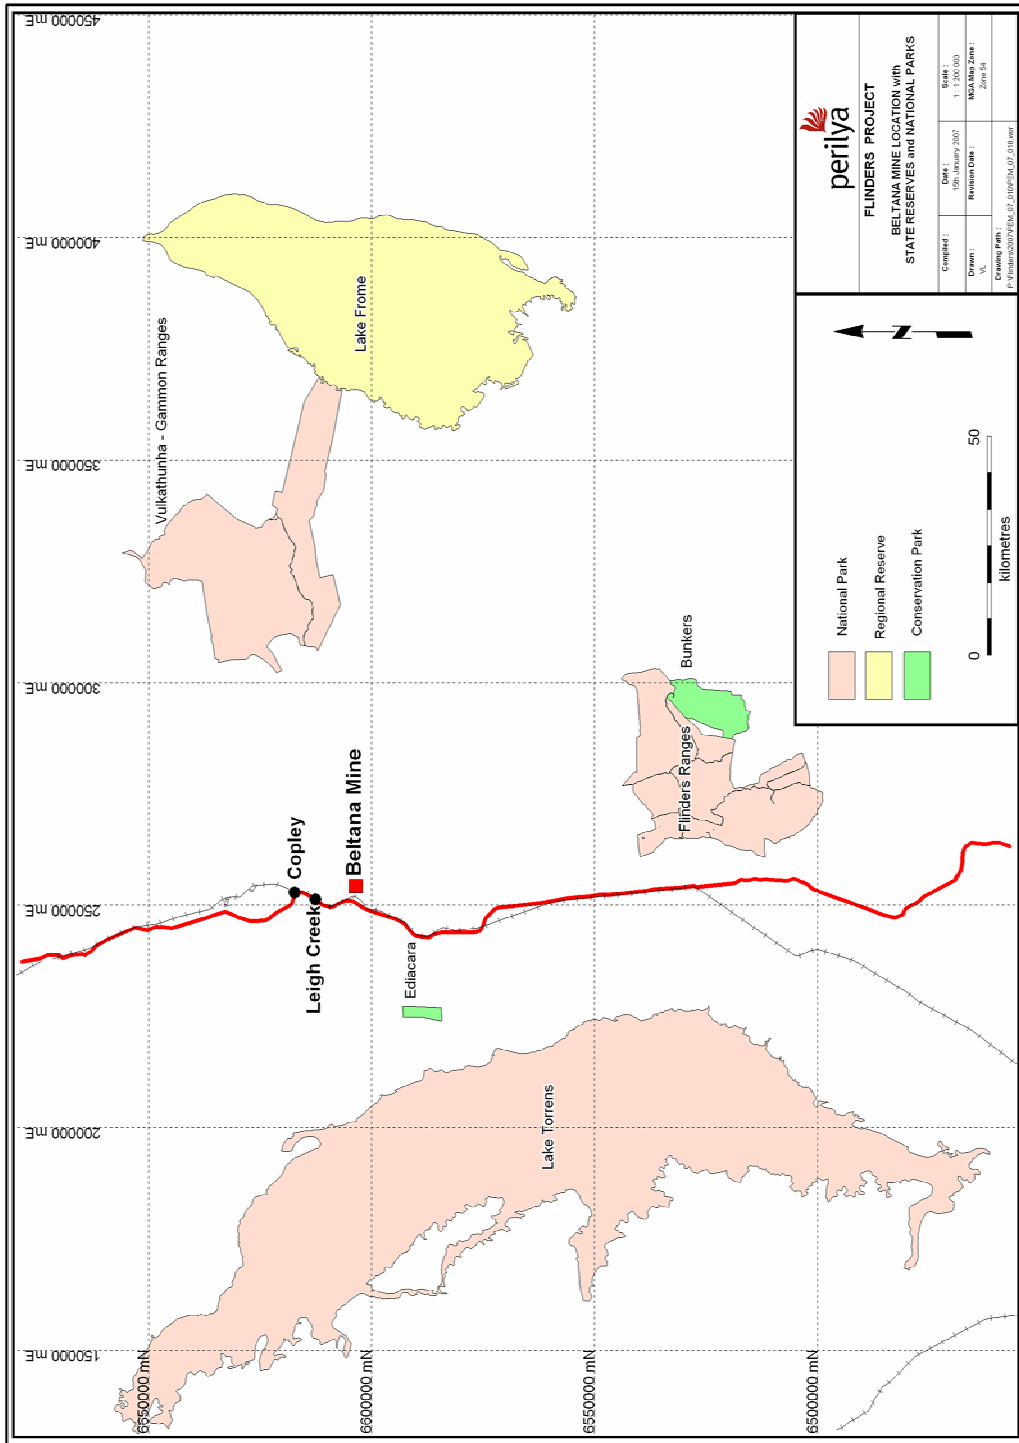 150000 mE
200000 mE
250000 mE
300000 mE
350000 mE
400000 mE
450000 mE
6650000 mN
Vulkathunha - Gammon Ranges
Copley
Leigh Creek
Beltana Mine
Lake Frome
6600000 mN
Ediacara
Lake Torrens
6550000 mN
Flinders Ranges
Bunkers
6500000 mN
National Park
Regional Reserve
Conservation Park
N
0
50
kilometres
perilya
FLINDERS PROJECT
BELTANA MINE LOCATION with
STATE RESERVES and NATIONAL PARKS
Compiled :
Date :
15th January 2007
Scale :
1 : 1 200 000
Drawn :
VL
Revision Date :
MGA Map Zone :
Zone 54
Drawing Path :